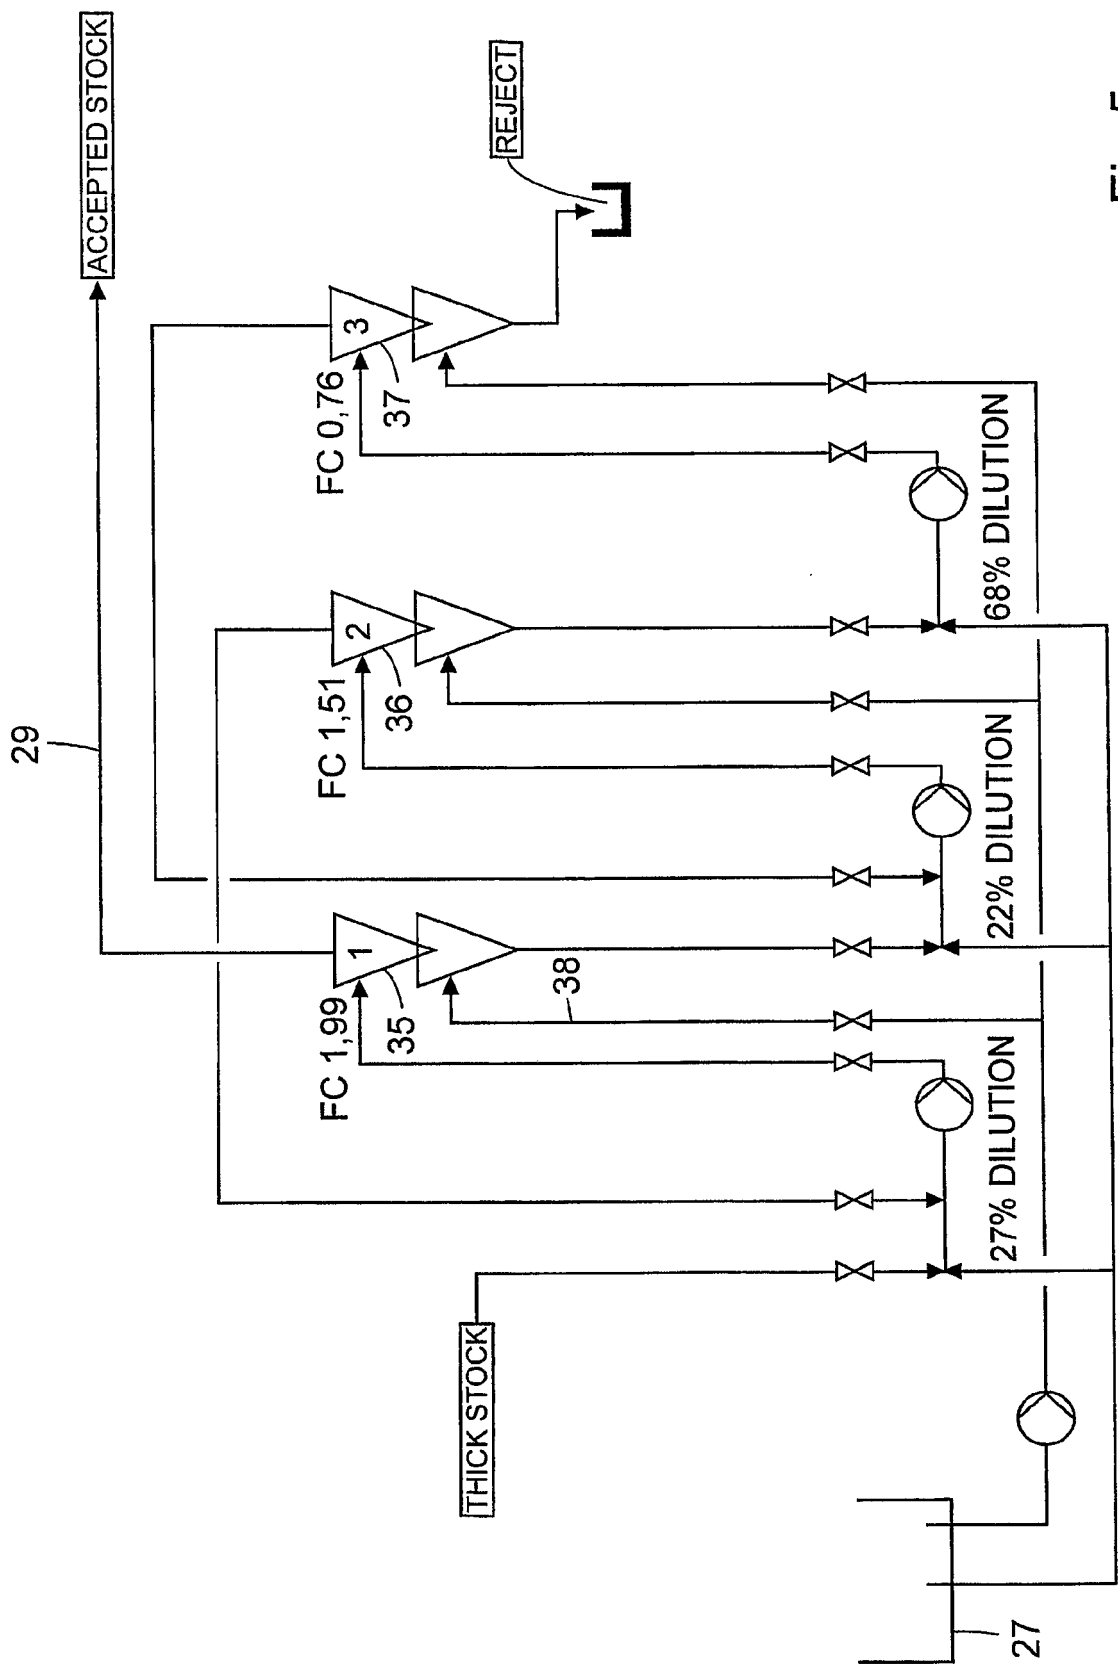 ACCEPTED STOCK
29
REJECT
3
37
FC 0,76
2
36
FC 1,51
1
35
FC 1,99
38
68% DILUTION
22% DILUTION
27% DILUTION
THICK STOCK
27